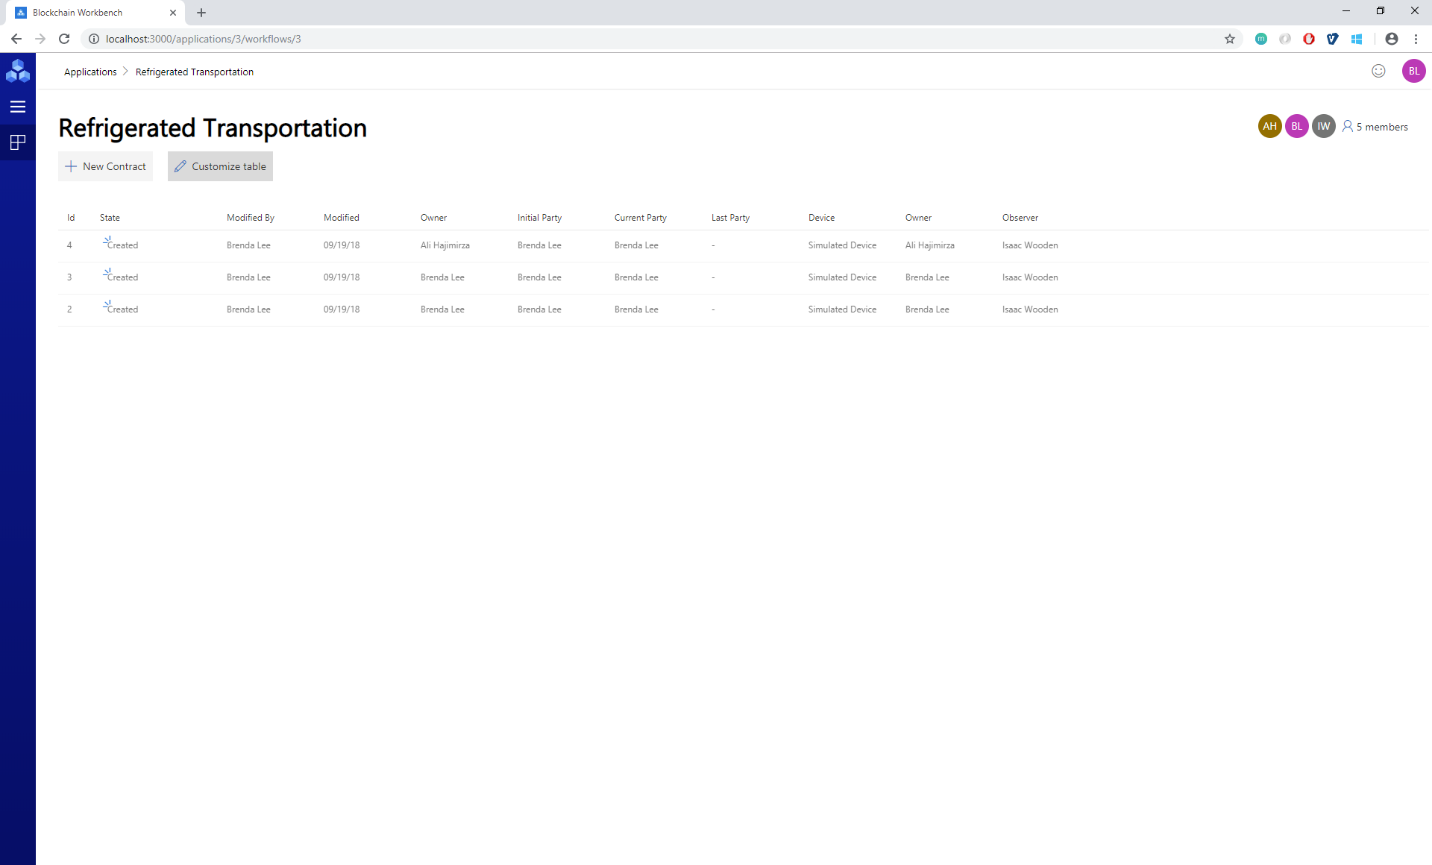 Blockchain Workbench
localhost:3000/applications/3/workflows/3
Applications > Refrigerated Transportation
BL
Refrigerated Transportation
AH BL IW 5 members
New Contract Customize table
Id State Modified By Modified Owner Initial Party Current Party Last Party Device Owner Observer
4 Created Brenda Lee 09/19/18 Ali Hajimirza Brenda Lee Brenda Lee - Simulated Device Ali Hajimirza Isaac Wooden
3 Created Brenda Lee 09/19/18 Brenda Lee Brenda Lee Brenda Lee - Simulated Device Brenda Lee Isaac Wooden
2 Created Brenda Lee 09/19/18 Brenda Lee Brenda Lee Brenda Lee - Simulated Device Brenda Lee Isaac Wooden